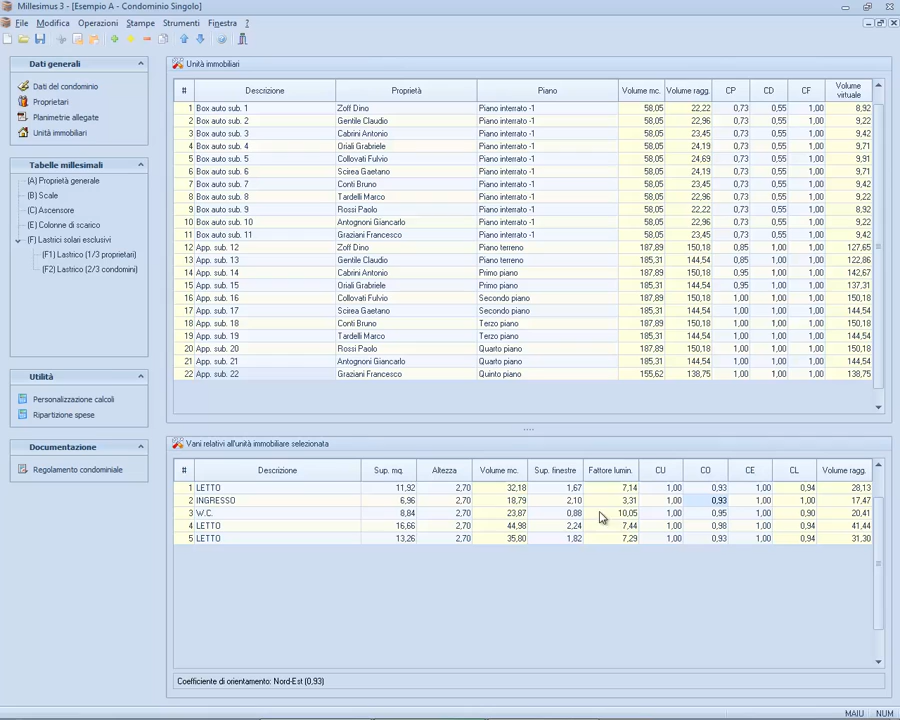 Millesimus 3 - [Esempio A - Condominio Singolo]
File Modifica Operazioni Stampe Strumenti Finestra ?
Dati generali
Dati del condominio
Proprietari
Planimetrie allegate
Unità immobiliari
Tabelle millesimali
(A) Proprietà generale
(B) Scale
(C) Ascensore
(E) Colonne di scarico
(F) Lastrici solari esclusivi
(F1) Lastrico (1/3 proprietari)
(F2) Lastrico (2/3 condomini)
Utilità
Personalizzazione calcoli
Ripartizione spese
Documentazione
Regolamento condominiale
Unità immobiliari
# Descrizione Proprietà Piano Volume mc. Volume ragg. CP CD CF Volume virtuale
1 Box auto sub. 1 Zoff Dino Piano interrato -1 58,05 22,22 0,73 0,55 1,00 8,92
2 Box auto sub. 2 Gentile Claudio Piano interrato -1 58,05 22,96 0,73 0,55 1,00 9,22
3 Box auto sub. 3 Cabrini Antonio Piano interrato -1 58,05 23,45 0,73 0,55 1,00 9,42
4 Box auto sub. 4 Oriali Grabriele Piano interrato -1 58,05 24,19 0,73 0,55 1,00 9,71
5 Box auto sub. 5 Collovati Fulvio Piano interrato -1 58,05 24,69 0,73 0,55 1,00 9,91
6 Box auto sub. 6 Scirea Gaetano Piano interrato -1 58,05 24,19 0,73 0,55 1,00 9,71
7 Box auto sub. 7 Conti Bruno Piano interrato -1 58,05 23,45 0,73 0,55 1,00 9,42
8 Box auto sub. 8 Tardelli Marco Piano interrato -1 58,05 22,96 0,73 0,55 1,00 9,22
9 Box auto sub. 9 Rossi Paolo Piano interrato -1 58,05 22,22 0,73 0,55 1,00 8,92
10 Box auto sub. 10 Antognoni Giancarlo Piano interrato -1 58,05 22,96 0,73 0,55 1,00 9,22
11 Box auto sub. 11 Graziani Francesco Piano interrato -1 58,05 23,45 0,73 0,55 1,00 9,42
12 App. sub. 12 Zoff Dino Piano terreno 187,89 150,18 0,85 1,00 1,00 127,65
13 App. sub. 13 Gentile Claudio Piano terreno 185,31 144,54 0,85 1,00 1,00 122,86
14 App. sub. 14 Cabrini Antonio Primo piano 187,89 150,18 0,95 1,00 1,00 142,67
15 App. sub. 15 Oriali Grabriele Primo piano 185,31 144,54 0,95 1,00 1,00 137,31
16 App. sub. 16 Collovati Fulvio Secondo piano 187,89 150,18 1,00 1,00 1,00 150,18
17 App. sub. 17 Scirea Gaetano Secondo piano 185,31 144,54 1,00 1,00 1,00 144,54
18 App. sub. 18 Conti Bruno Terzo piano 187,89 150,18 1,00 1,00 1,00 150,18
19 App. sub. 19 Tardelli Marco Terzo piano 185,31 144,54 1,00 1,00 1,00 144,54
20 App. sub. 20 Rossi Paolo Quarto piano 187,89 150,18 1,00 1,00 1,00 150,18
21 App. sub. 21 Antognoni Giancarlo Quarto piano 185,31 144,54 1,00 1,00 1,00 144,54
22 App. sub. 22 Graziani Francesco Quinto piano 155,62 138,75 1,00 1,00 1,00 138,75
Vani relativi all'unità immobiliare selezionata
# Descrizione Sup. mq. Altezza Volume mc. Sup. finestre Fattore lumin. CU CO CE CL Volume ragg.
1 LETTO 11,92 2,70 32,18 1,67 7,14 1,00 0,93 1,00 0,94 28,13
2 INGRESSO 6,96 2,70 18,79 2,10 3,31 1,00 0,93 1,00 1,00 17,47
3 W.C. 8,84 2,70 23,87 0,88 10,05 1,00 0,95 1,00 0,90 20,41
4 LETTO 16,66 2,70 44,98 2,24 7,44 1,00 0,98 1,00 0,94 41,44
5 LETTO 13,26 2,70 35,80 1,82 7,29 1,00 0,93 1,00 0,94 31,30
Coefficiente di orientamento: Nord-Est (0,93)
MAIU NUM